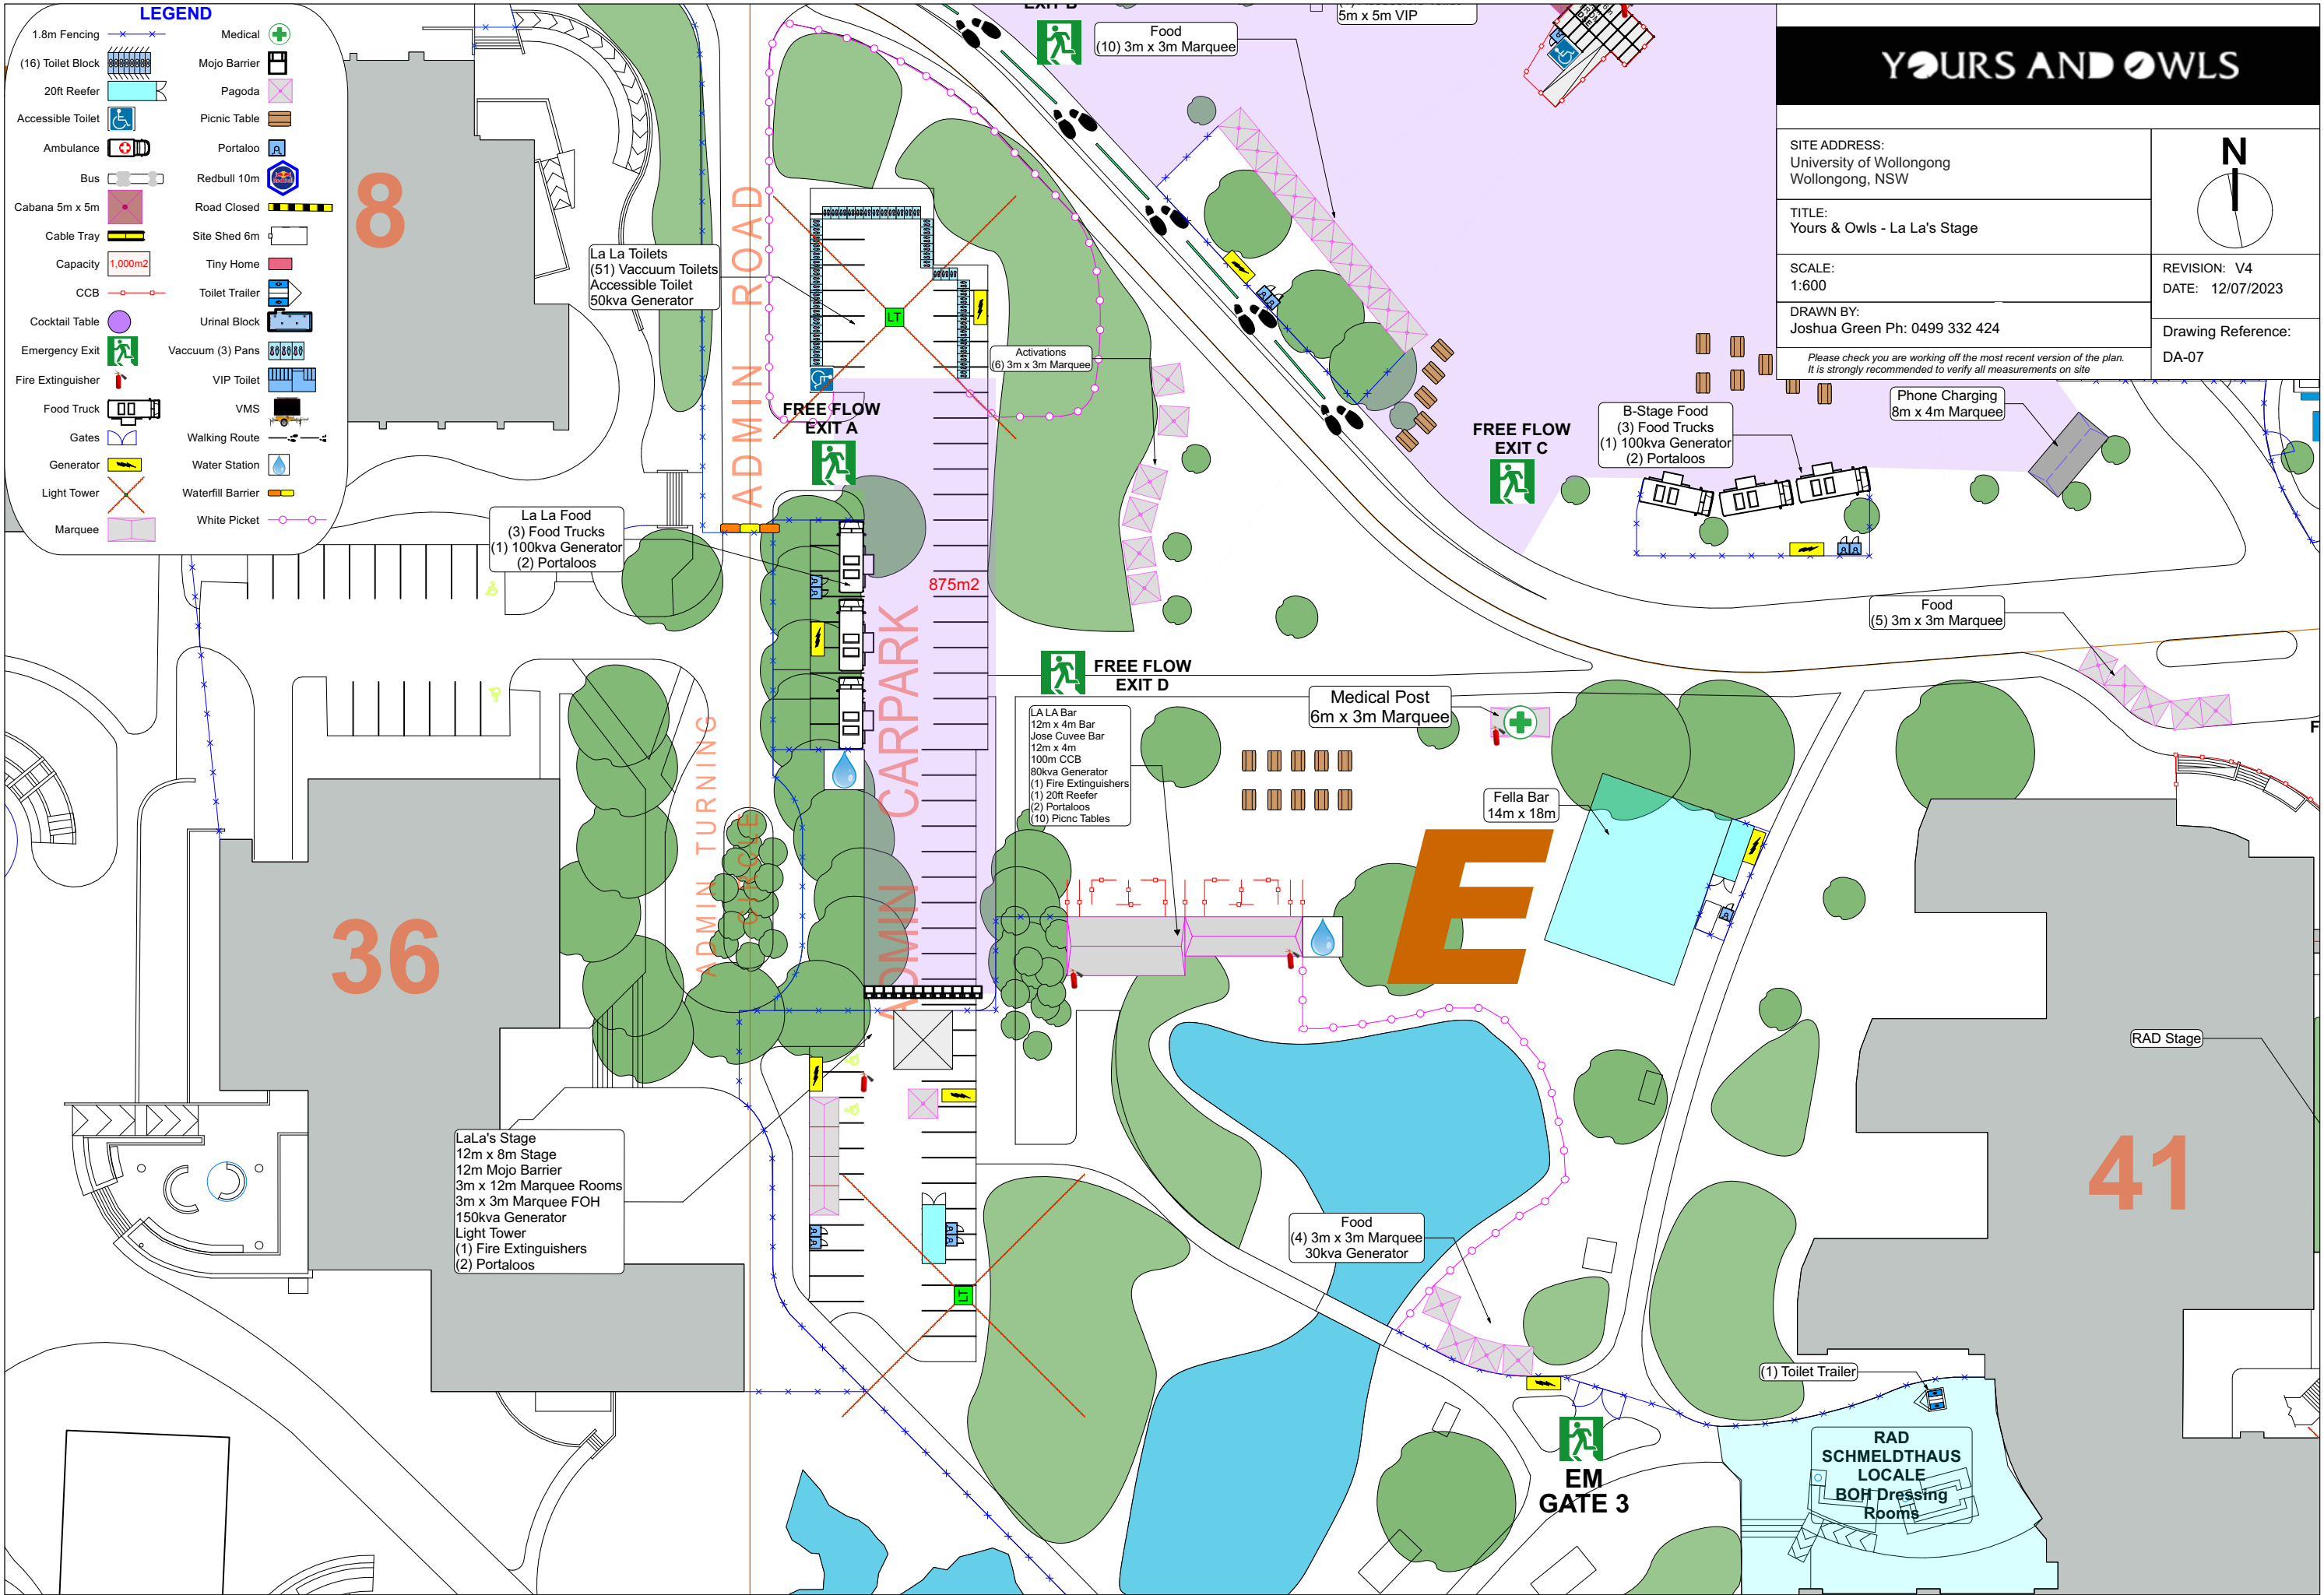 LEGEND
1.8m Fencing
(16) Toilet Block
20ft Reefer
Accessible Toilet
Ambulance
Bus
Cabana 5m x 5m
Cable Tray
Capacity
1,000m2
CCB
Cocktail Table
Emergency Exit
Fire Extinguisher
Food Truck
Gates
Generator
Light Tower
Marquee
Medical
Mojo Barrier
Pagoda
Picnic Table
Portaloo
Redbull 10m
Road Closed
Site Shed 6m
Tiny Home
Toilet Trailer
Urinal Block
Vaccuum (3) Pans
VIP Toilet
VMS
Walking Route
Water Station
Waterfill Barrier
White Picket
8
ADMIN ROAD
La La Toilets
(51) Vaccuum Toilets
Accessible Toilet
50kva Generator
LT
EXIT B
Food
(10) 3m x 3m Marquee
5m x 5m VIP
YOURS AND OWLS
SITE ADDRESS:
University of Wollongong
Wollongong, NSW
N
TITLE:
Yours & Owls - La La's Stage
SCALE:
1:600
REVISION: V4
DATE: 12/07/2023
DRAWN BY:
Joshua Green Ph: 0499 332 424
Drawing Reference:
DA-07
Please check you are working off the most recent version of the plan.
It is strongly recommended to verify all measurements on site
Activations
(6) 3m x 3m Marquee
FREE FLOW
EXIT A
FREE FLOW
EXIT C
B-Stage Food
(3) Food Trucks
(1) 100kva Generator
(2) Portaloos
Phone Charging
8m x 4m Marquee
La La Food
(3) Food Trucks
(1) 100kva Generator
(2) Portaloos
875m2
ADMIN CARPARK
Food
(5) 3m x 3m Marquee
FREE FLOW
EXIT D
Medical Post
6m x 3m Marquee
LA LA Bar
12m x 4m Bar
Jose Cuvee Bar
12m x 4m
100m CCB
80kva Generator
(1) Fire Extinguishers
(1) 20ft Reefer
(2) Portaloos
(10) Picnc Tables
F
ADMIN TURNING
CIRCLE
Fella Bar
14m x 18m
E
36
RAD Stage
41
LaLa's Stage
12m x 8m Stage
12m Mojo Barrier
3m x 12m Marquee Rooms
3m x 3m Marquee FOH
150kva Generator
Light Tower
(1) Fire Extinguishers
(2) Portaloos
LT
Food
(4) 3m x 3m Marquee
30kva Generator
(1) Toilet Trailer
EM
GATE 3
RAD
SCHMELDTHAUS
LOCALE
BOH Dressing
Rooms